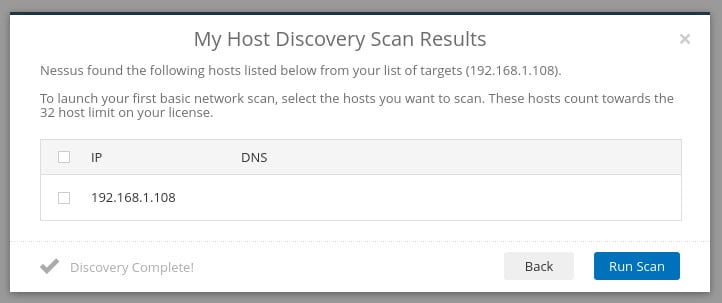 My Host Discovery Scan Results
×
Nessus found the following hosts listed below from your list of targets (192.168.1.108).
To launch your first basic network scan, select the hosts you want to scan. These hosts count towards the
32 host limit on your license.
IP DNS
192.168.1.108
Discovery Complete! Back Run Scan